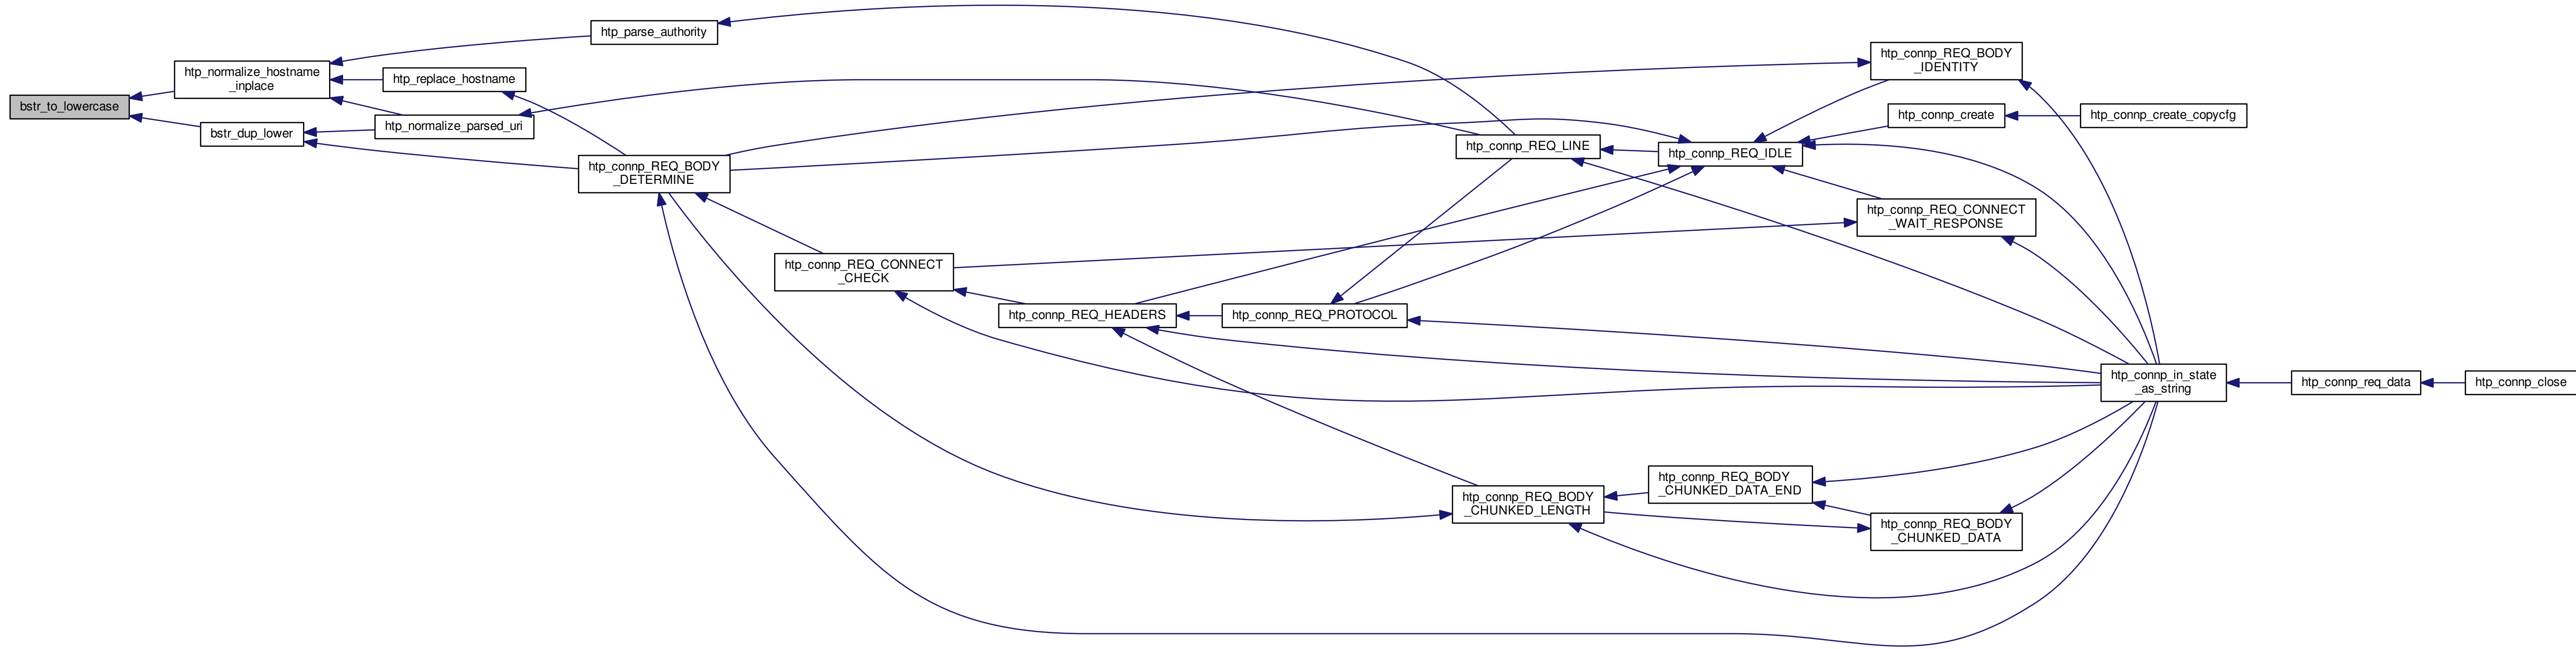 htp_parse_authority
htp_normalize_hostname
_inplace
htp_replace_hostname
bstr_to_lowercase
htp_normalize_parsed_uri
bstr_dup_lower
htp_connp_REQ_BODY
_DETERMINE
htp_connp_REQ_CONNECT
_CHECK
htp_connp_REQ_HEADERS
htp_connp_REQ_PROTOCOL
htp_connp_REQ_LINE
htp_connp_REQ_IDLE
htp_connp_REQ_BODY
_IDENTITY
htp_connp_create
htp_connp_create_copycfg
htp_connp_REQ_CONNECT
_WAIT_RESPONSE
htp_connp_in_state
_as_string
htp_connp_req_data
htp_connp_close
htp_connp_REQ_BODY
_CHUNKED_LENGTH
htp_connp_REQ_BODY
_CHUNKED_DATA_END
htp_connp_REQ_BODY
_CHUNKED_DATA